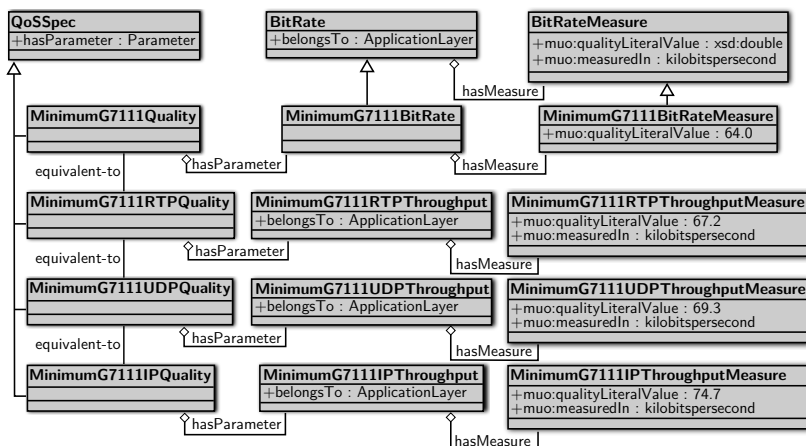 QoSSpec
+hasParameter : Parameter
BitRate
+belongsTo : ApplicationLayer
BitRateMeasure
+muo:qualityLiteralValue : xsd:double
+muo:measuredIn : kilobitspersecond
hasMeasure
MinimumG7111Quality
MinimumG7111BitRate
MinimumG7111BitRateMeasure
+muo:qualityLiteralValue : 64.0
hasParameter
hasMeasure
equivalent-to
MinimumG7111RTPQuality
MinimumG7111RTPThroughput
+belongsTo : ApplicationLayer
MinimumG7111RTPThroughputMeasure
+muo:qualityLiteralValue : 67.2
+muo:measuredIn : kilobitspersecond
hasParameter
hasMeasure
equivalent-to
MinimumG7111UDPQuality
MinimumG7111UDPThroughput
+belongsTo : ApplicationLayer
MinimumG7111UDPThroughputMeasure
+muo:qualityLiteralValue : 69.3
+muo:measuredIn : kilobitspersecond
hasParameter
hasMeasure
equivalent-to
MinimumG7111IPQuality
MinimumG7111IPThroughput
+belongsTo : ApplicationLayer
MinimumG7111IPThroughputMeasure
+muo:qualityLiteralValue : 74.7
+muo:measuredIn : kilobitspersecond
hasParameter
hasMeasure